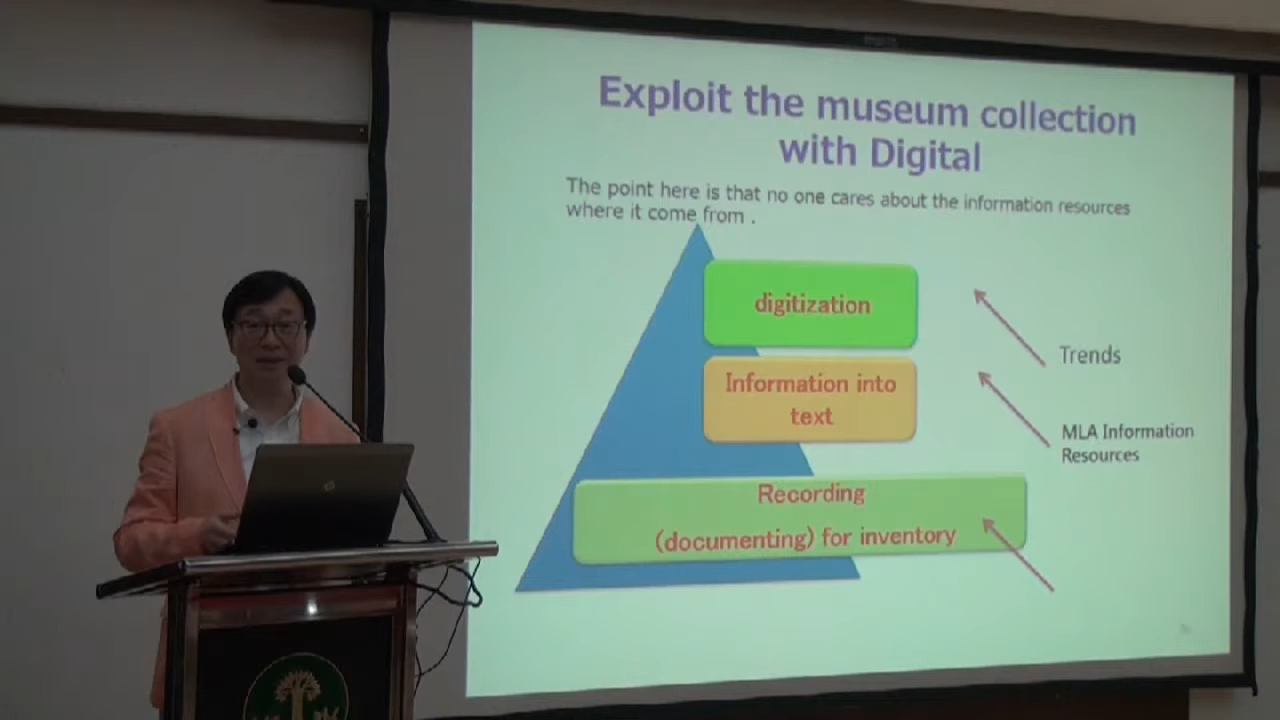 Exploit the museum collection
with Digital
The point here is that no one cares about the information resources
where it come from .
digitization
Information into
text
Recording
(documenting) for inventory
Trends
MLA Information
Resources
hp